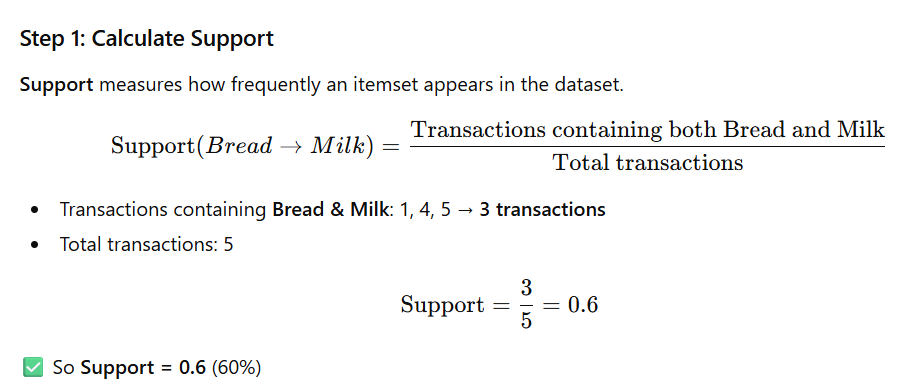 Step 1: Calculate Support
Support measures how frequently an itemset appears in the dataset.
Support(Bread → Milk) = Transactions containing both Bread and Milk / Total transactions
• Transactions containing Bread & Milk: 1, 4, 5 → 3 transactions
• Total transactions: 5
Support = 3/5 = 0.6
✅ So Support = 0.6 (60%)